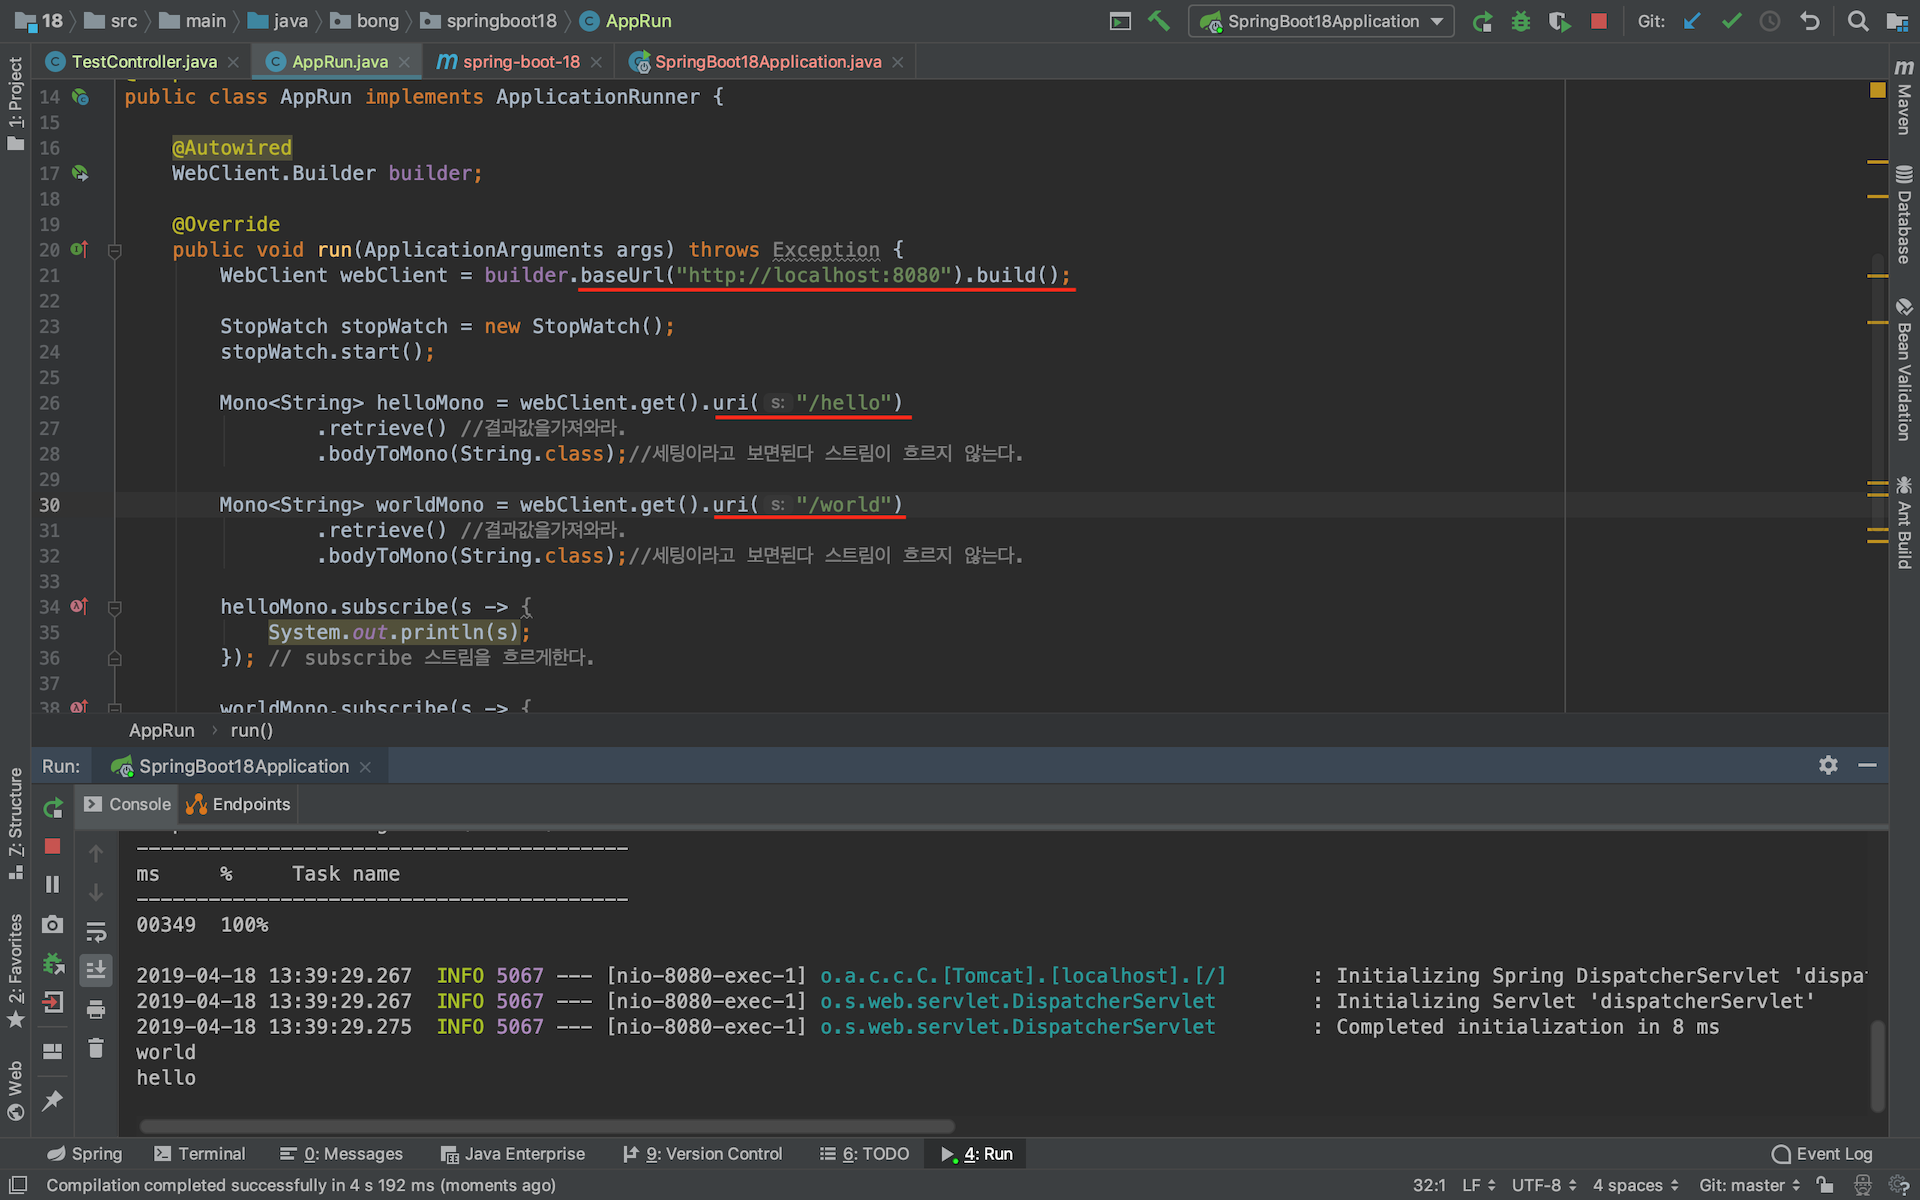 18 src main java bong springboot18 AppRun SpringBoot18Application Git:
TestController.java AppRun.java spring-boot-18 SpringBoot18Application.java
1: Project
Z: Structure
2: Favorites
Web
Maven
Database
Bean Validation
Ant Build
14 public class AppRun implements ApplicationRunner {
15
16 @Autowired
17 WebClient.Builder builder;
18
19 @Override
20 public void run(ApplicationArguments args) throws Exception {
21 WebClient webClient = builder.baseUrl("http://localhost:8080").build();
22
23 StopWatch stopWatch = new StopWatch();
24 stopWatch.start();
25
26 Mono<String> helloMono = webClient.get().uri( s: "/hello")
27 .retrieve() //결과값을가져와라.
28 .bodyToMono(String.class);//세팅이라고 보면된다 스트림이 흐르지 않는다.
29
30 Mono<String> worldMono = webClient.get().uri( s: "/world")
31 .retrieve() //결과값을가져와라.
32 .bodyToMono(String.class);//세팅이라고 보면된다 스트림이 흐르지 않는다.
33
34 helloMono.subscribe(s -> {
35 System.out.println(s);
36 }); // subscribe 스트림을 흐르게한다.
37
38 worldMono.subscribe(s -> {
AppRun › run()
Run: SpringBoot18Application
Console Endpoints
-----------------------------------------
ms % Task name
-----------------------------------------
00349 100%
2019-04-18 13:39:29.267 INFO 5067 --- [nio-8080-exec-1] o.a.c.c.C.[Tomcat].[localhost].[/] : Initializing Spring DispatcherServlet 'dispa
2019-04-18 13:39:29.267 INFO 5067 --- [nio-8080-exec-1] o.s.web.servlet.DispatcherServlet : Initializing Servlet 'dispatcherServlet'
2019-04-18 13:39:29.275 INFO 5067 --- [nio-8080-exec-1] o.s.web.servlet.DispatcherServlet : Completed initialization in 8 ms
world
hello
Spring Terminal 0: Messages Java Enterprise 9: Version Control 6: TODO 4: Run Event Log
Compilation completed successfully in 4 s 192 ms (moments ago) 32:1 LF UTF-8 4 spaces Git: master